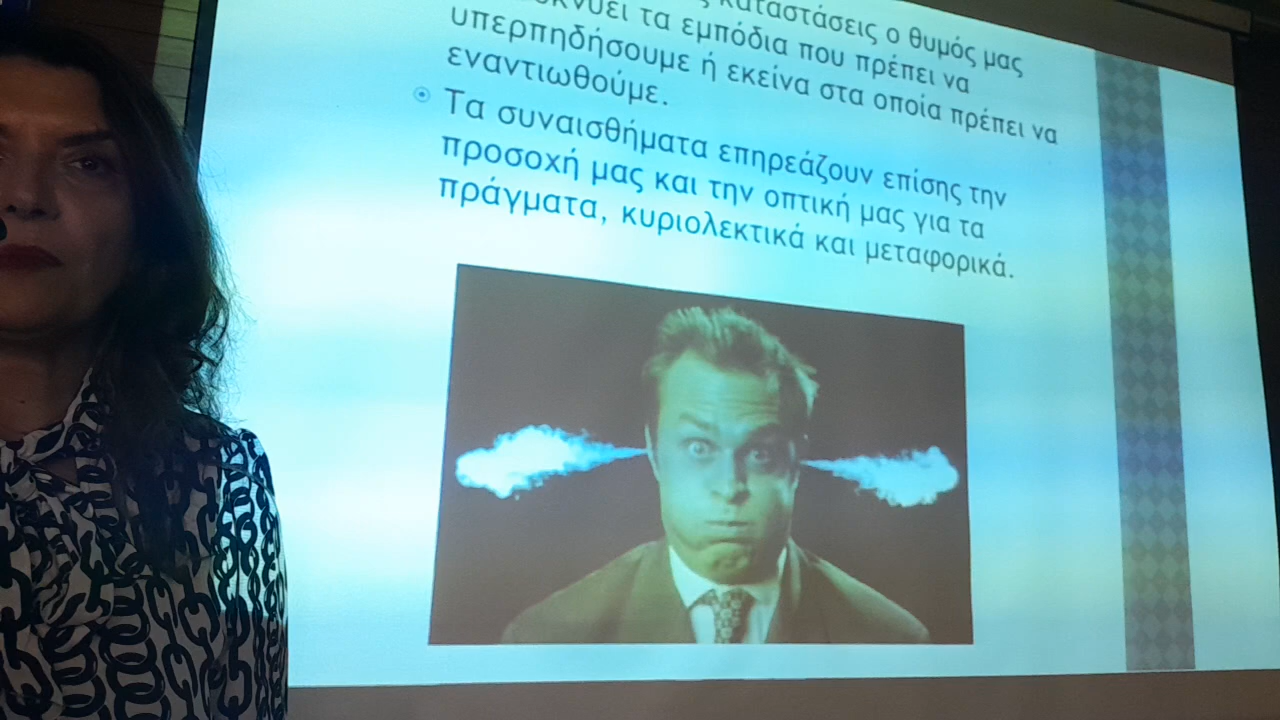 καταστάσεις ο θυμός μας
τα εμπόδια που πρέπει να
υπερπηδήσουμε ή εκείνα στα οποία πρέπει να
εναντιωθούμε.
Τα συναισθήματα επηρεάζουν επίσης την
προσοχή μας και την οπτική μας για τα
πράγματα, κυριολεκτικά και μεταφορικά.